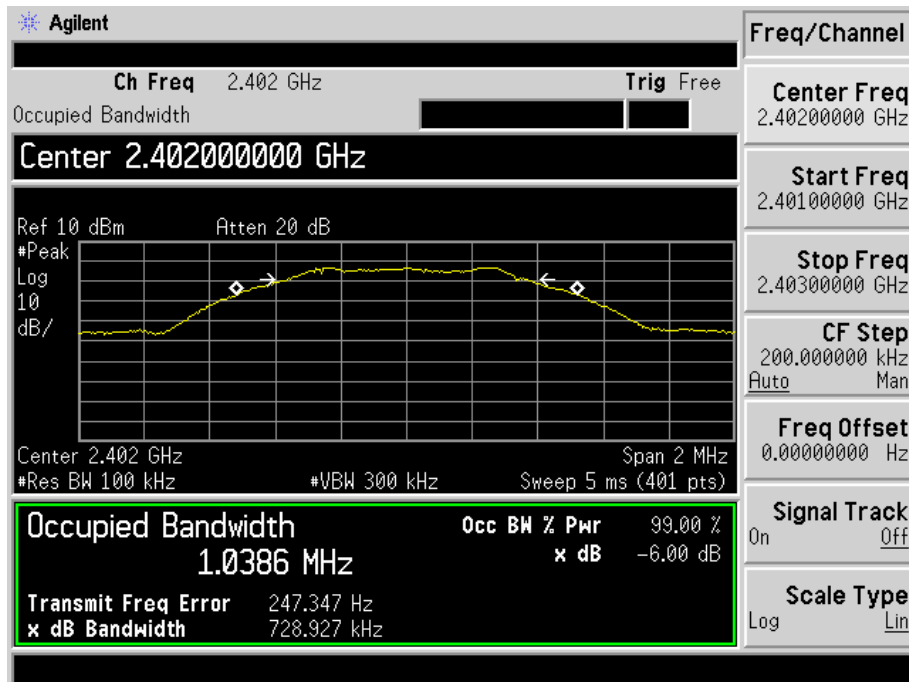 Agilent
Freq/Channel
Ch Freq 2.402 GHz Trig Free
Occupied Bandwidth
Center 2.402000000 GHz
Ref 10 dBm Atten 20 dB
#Peak
Log
10
dB/
Center 2.402 GHz Span 2 MHz
#Res BW 100 kHz #VBW 300 kHz Sweep 5 ms (401 pts)
Occupied Bandwidth Occ BW % Pwr 99.00 %
1.0386 MHz x dB -6.00 dB
Transmit Freq Error 247.347 Hz
x dB Bandwidth 728.927 kHz
Center Freq
2.40200000 GHz
Start Freq
2.40100000 GHz
Stop Freq
2.40300000 GHz
CF Step
200.000000 kHz
Auto Man
Freq Offset
0.00000000 Hz
Signal Track
On Off
Scale Type
Log Lin